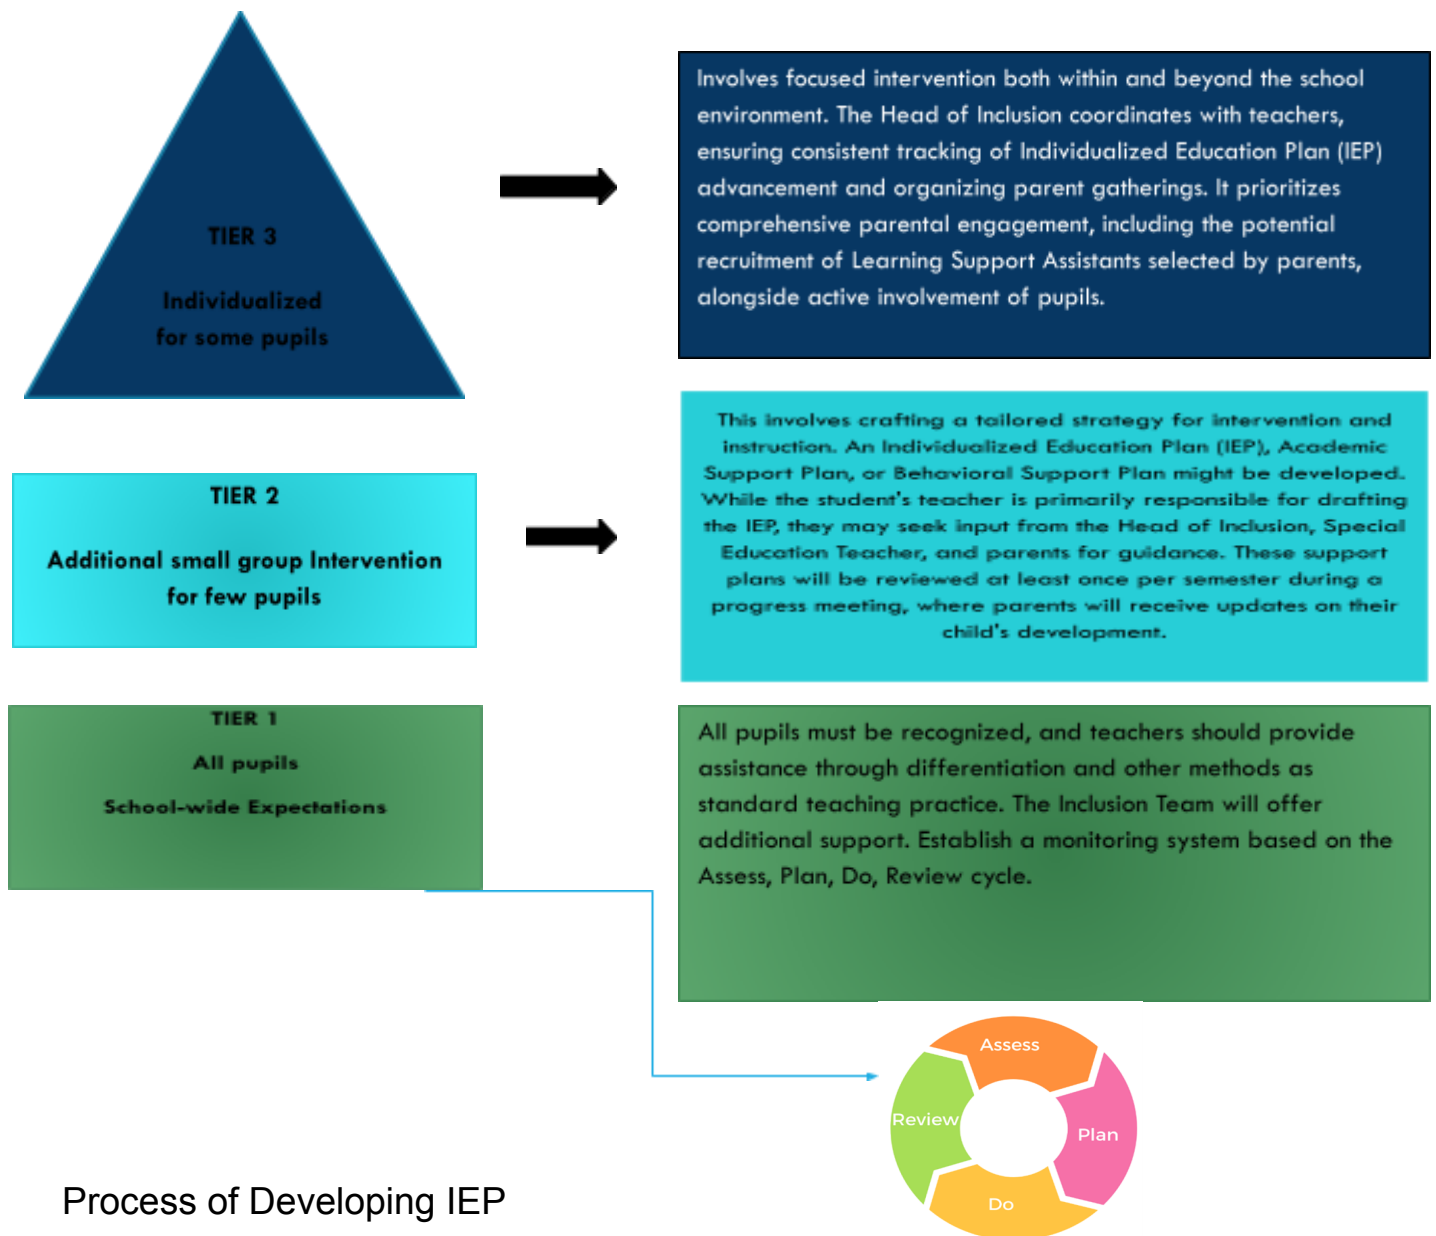 TIER 3
Individualized
for some pupils
Involves focused intervention both within and beyond the school
environment. The Head of Inclusion coordinates with teachers,
ensuring consistent tracking of Individualized Education Plan (IEP)
advancement and organizing parent gatherings. It prioritizes
comprehensive parental engagement, including the potential
recruitment of Learning Support Assistants selected by parents,
alongside active involvement of pupils.
TIER 2
Additional small group Intervention
for few pupils
This involves crafting a tailored strategy for intervention and
instruction. An Individualized Education Plan (IEP), Academic
Support Plan, or Behavioral Support Plan might be developed.
While the student's teacher is primarily responsible for drafting
the IEP, they may seek input from the Head of Inclusion, Special
Education Teacher, and parents for guidance. These support
plans will be reviewed at least once per semester during a
progress meeting, where parents will receive updates on their
child's development.
TIER 1
All pupils
School-wide Expectations
All pupils must be recognized, and teachers should provide
assistance through differentiation and other methods as
standard teaching practice. The Inclusion Team will offer
additional support. Establish a monitoring system based on the
Assess, Plan, Do, Review cycle.
Assess
Review
Plan
Do
Process of Developing IEP